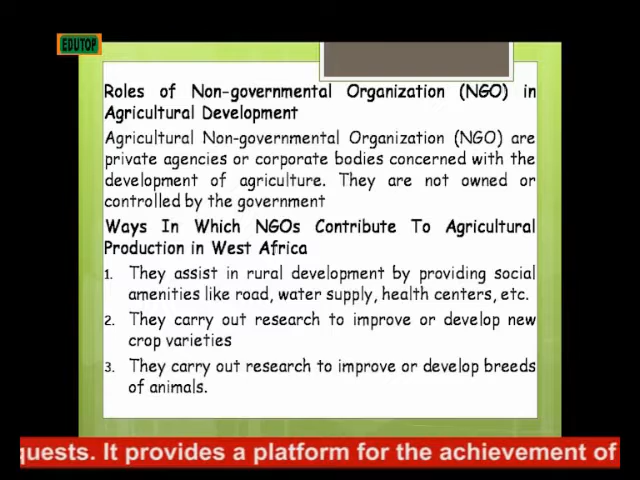 EDUTOP
Roles of Non-governmental Organization (NGO) in
Agricultural Development
Agricultural Non-governmental Organization (NGO) are
private agencies or corporate bodies concerned with the
development of agriculture. They are not owned or
controlled by the government
Ways In Which NGOs Contribute To Agricultural
Production in West Africa
1. They assist in rural development by providing social
amenities like road, water supply, health centers, etc.
2. They carry out research to improve or develop new
crop varieties
3. They carry out research to improve or develop breeds
of animals.
quests. It provides a platform for the achievement of